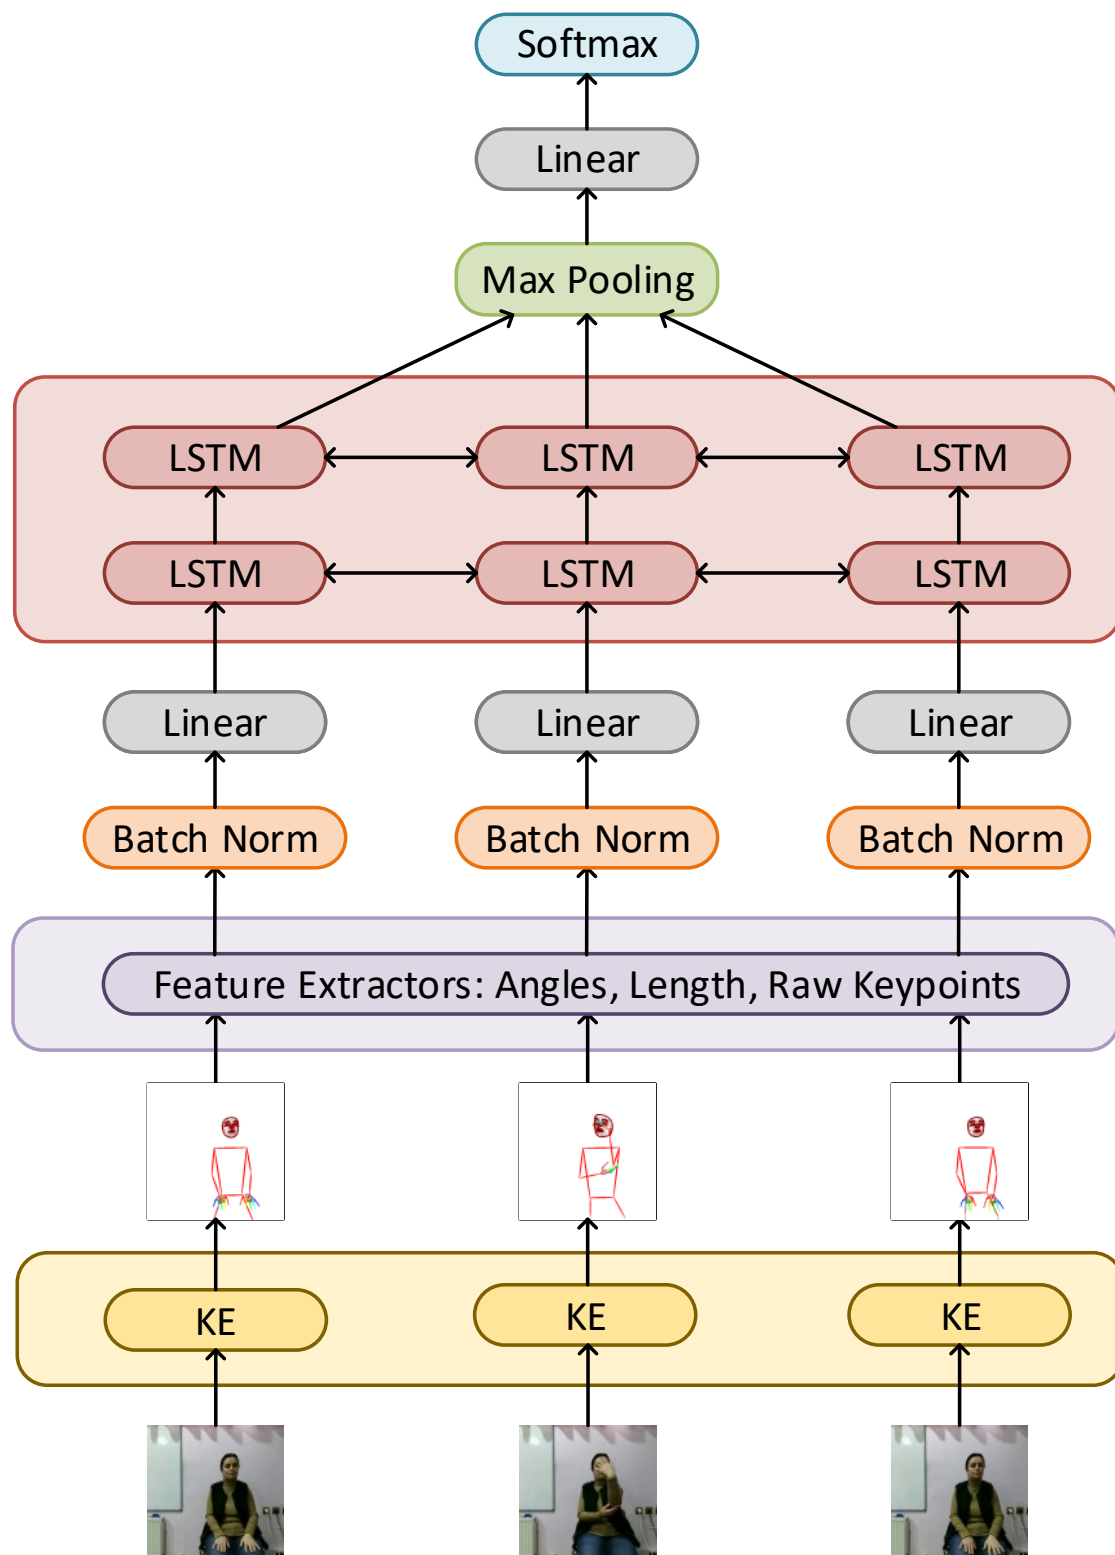 Softmax
Linear
Max Pooling
LSTM LSTM LSTM
LSTM LSTM LSTM
Linear Linear Linear
Batch Norm Batch Norm Batch Norm
Feature Extractors: Angles, Length, Raw Keypoints
KE KE KE